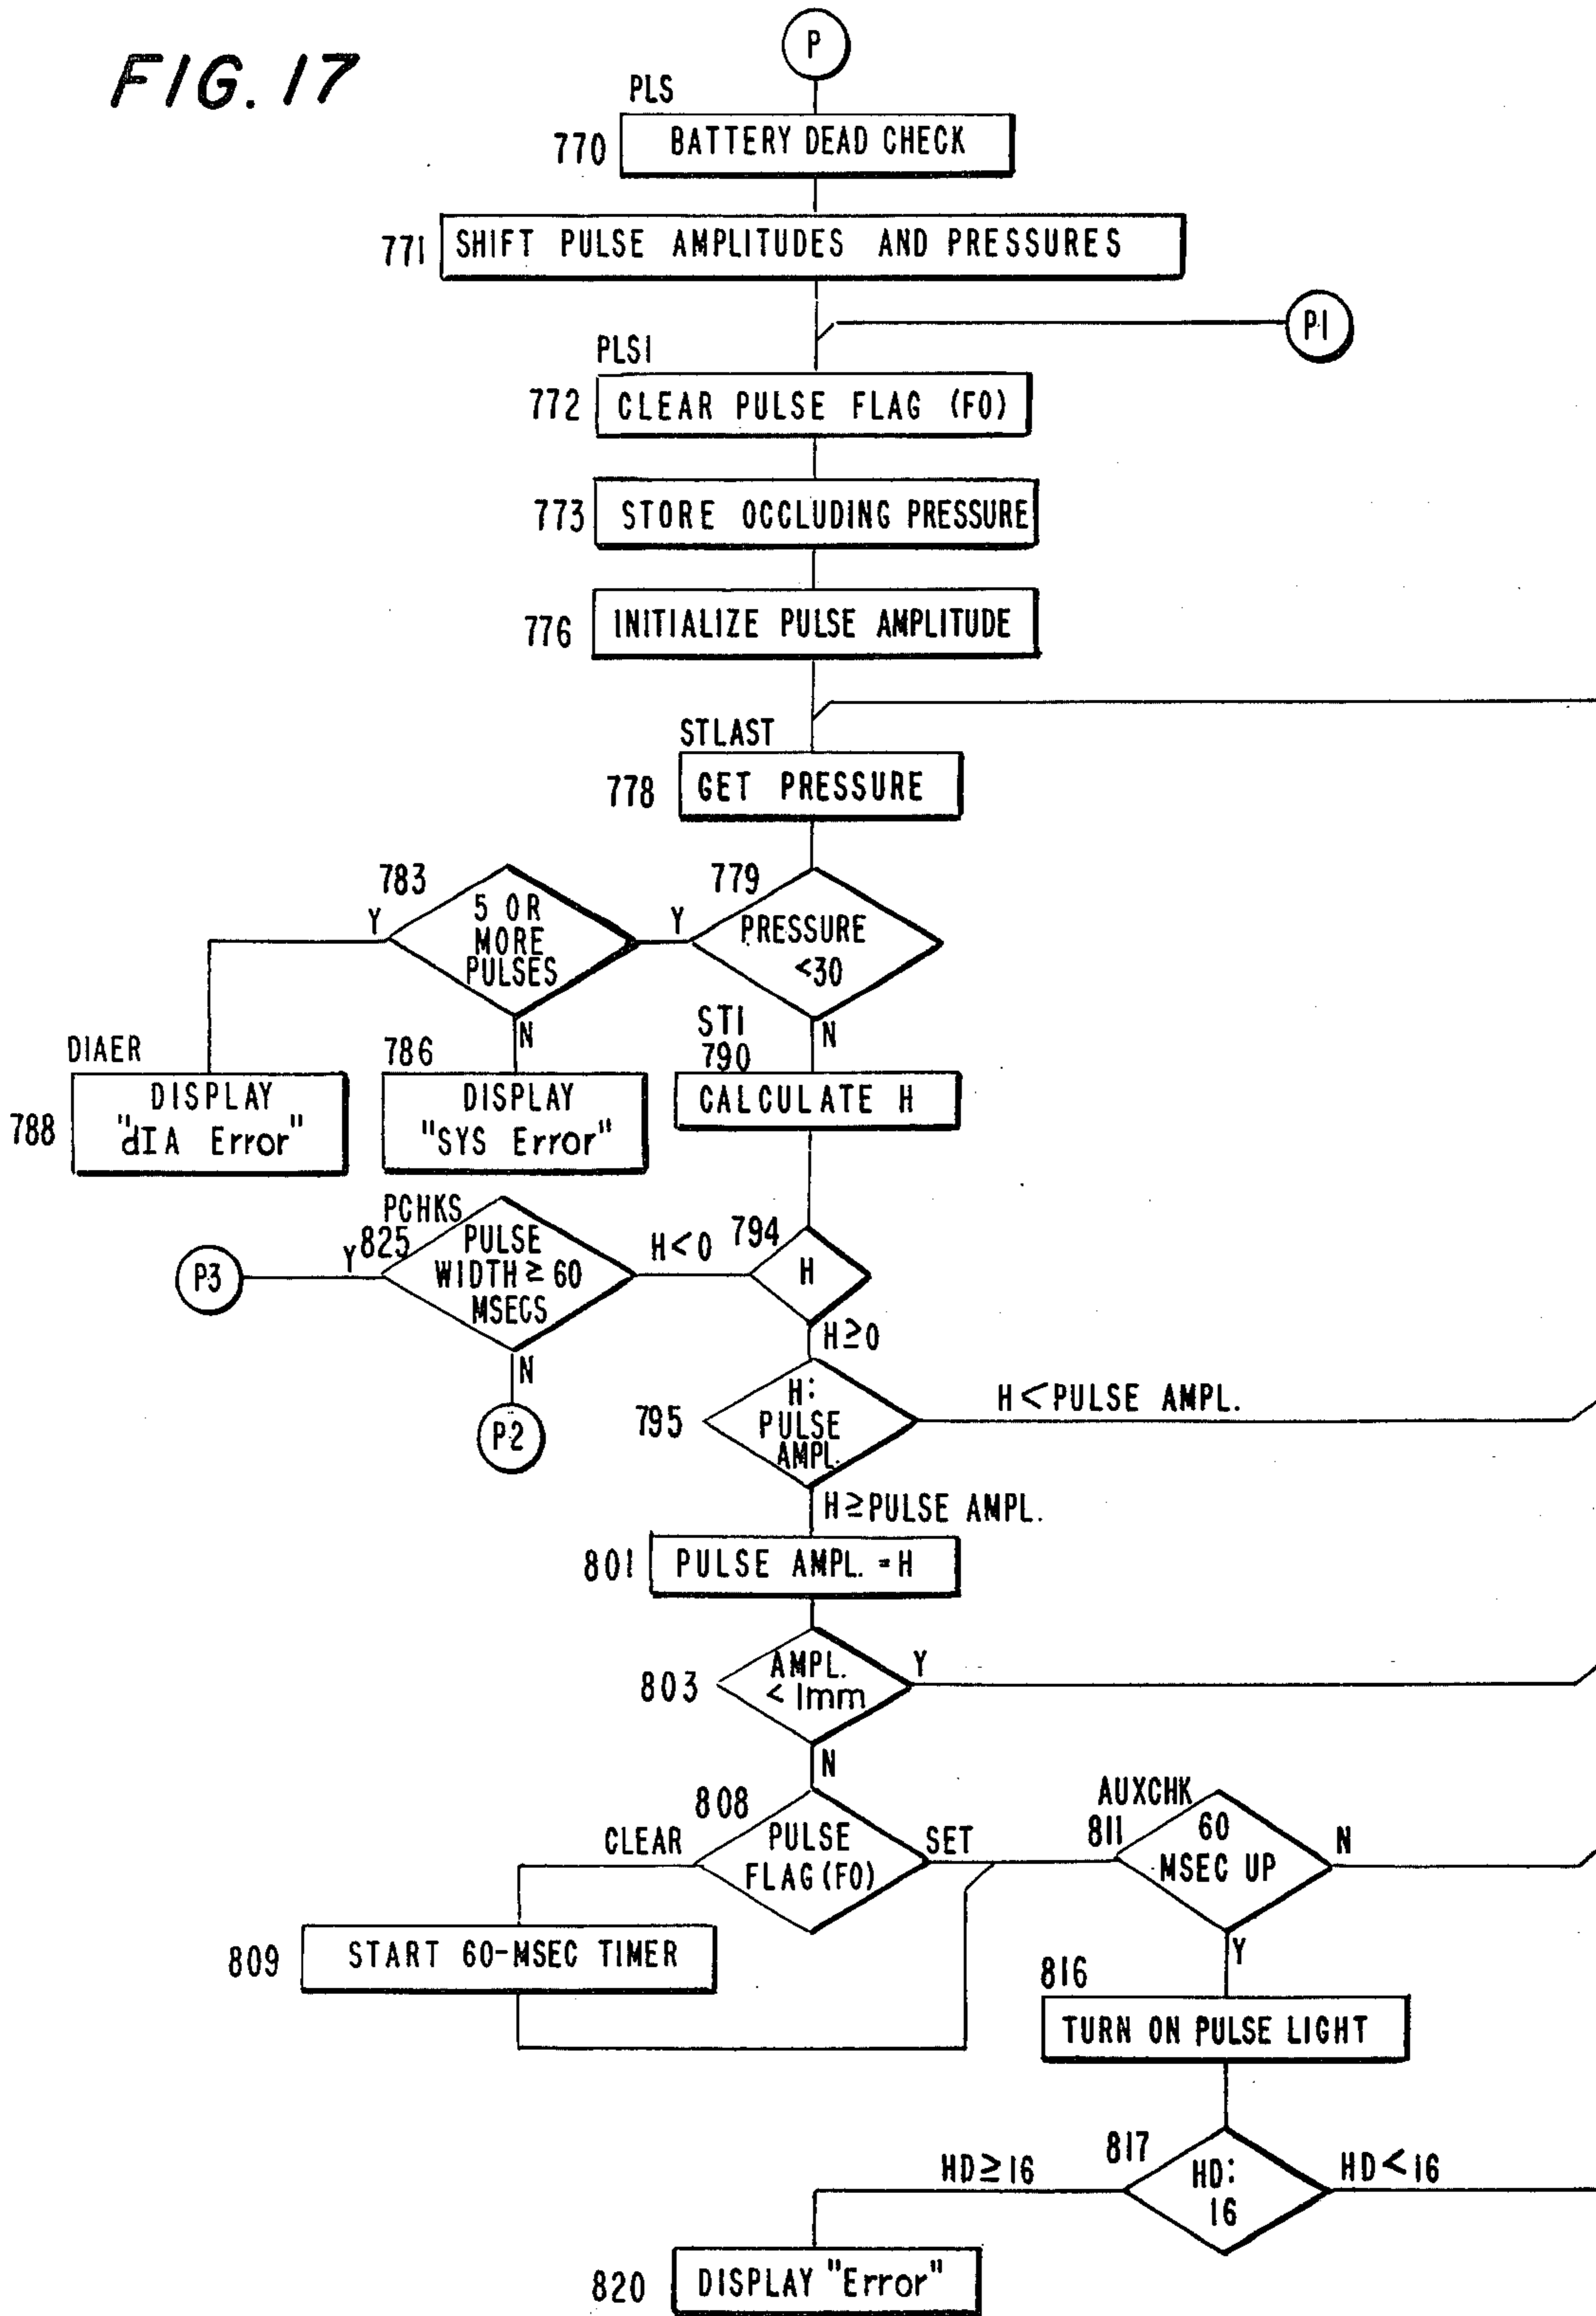 FIG. 17
P
PLS
770 BATTERY DEAD CHECK
771 SHIFT PULSE AMPLITUDES AND PRESSURES
P1
PLS1
772 CLEAR PULSE FLAG (F0)
773 STORE OCCLUDING PRESSURE
776 INITIALIZE PULSE AMPLITUDE
STLAST
778 GET PRESSURE
783
5 OR
MORE
PULSES
Y
N
779
PRESSURE
<30
Y
N
DIAER
788
DISPLAY
"dIA Error"
786
DISPLAY
"SYS Error"
ST1
790
CALCULATE H
PCHKS
825
PULSE
WIDTH ≥ 60
MSECS
Y
N
P3
P2
H<0
794
H
H≥0
795
H:
PULSE
AMPL.
H<PULSE AMPL.
H≥PULSE AMPL.
801 PULSE AMPL. = H
803
AMPL.
< 1mm
Y
N
808
PULSE
FLAG (F0)
CLEAR
SET
AUXCHK
811
60
MSEC UP
N
Y
809 START 60-MSEC TIMER
816
TURN ON PULSE LIGHT
817
HD:
16
HD≥16
HD<16
820 DISPLAY "Error"